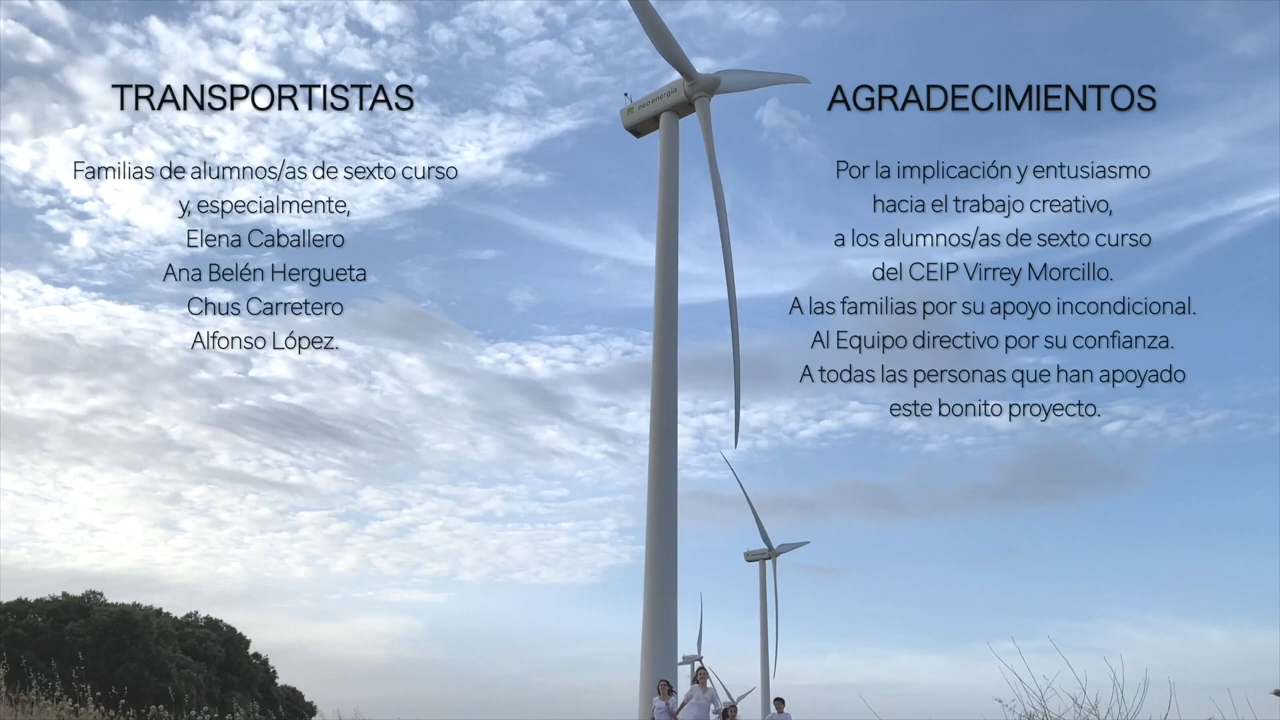 TRANSPORTISTAS
Familias de alumnos/as de sexto curso
y, especialmente,
Elena Caballero
Ana Belén Hergueta
Chus Carretero
Alfonso López.
neo energía
AGRADECIMIENTOS
Por la implicación y entusiasmo
hacia el trabajo creativo,
a los alumnos/as de sexto curso
del CEIP Virrey Morcillo.
A las familias por su apoyo incondicional.
Al Equipo directivo por su confianza.
A todas las personas que han apoyado
este bonito proyecto.